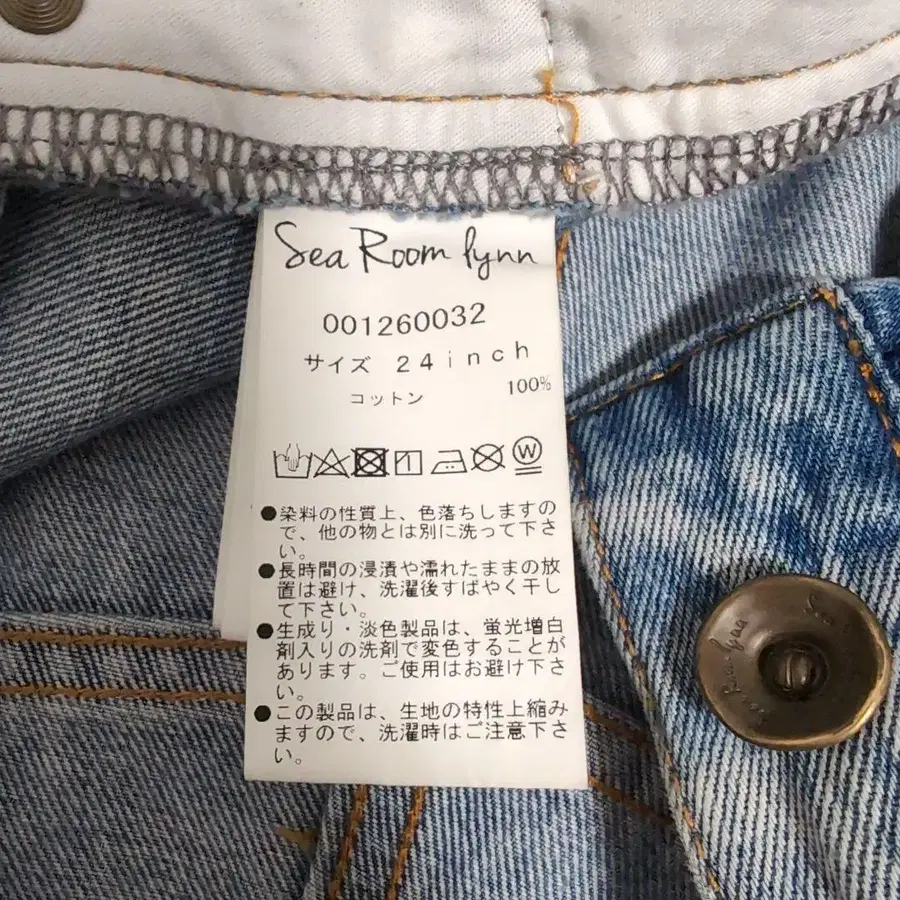 Sea Room lynn
001260032
サイズ 24inch
コットン 100%
W
●染料の性質上、色落ちしますの
で、他の物とは別に洗って下さ
い。
●長時間の浸漬や濡れたままの放
置は避け、洗濯後すばやく干し
て下さい。
●生成り・淡色製品は、蛍光増白
剤入りの洗剤で変色することが
あります。ご使用はお避け下さ
い。
●この製品は、生地の特性上縮み
ますので、洗濯時はご注意下さ
い。